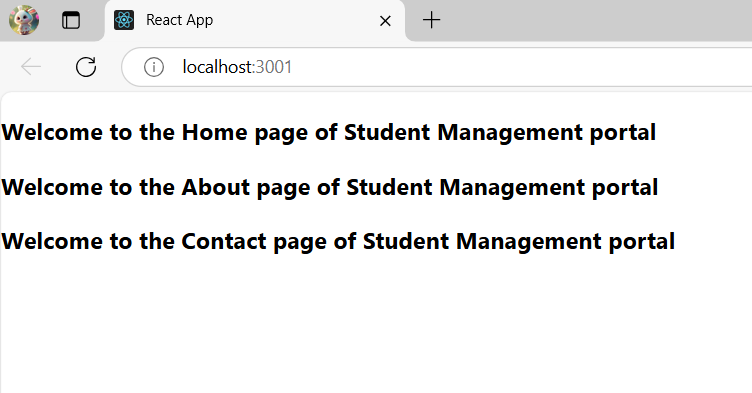 React App
localhost:3001
Welcome to the Home page of Student Management portal
Welcome to the About page of Student Management portal
Welcome to the Contact page of Student Management portal